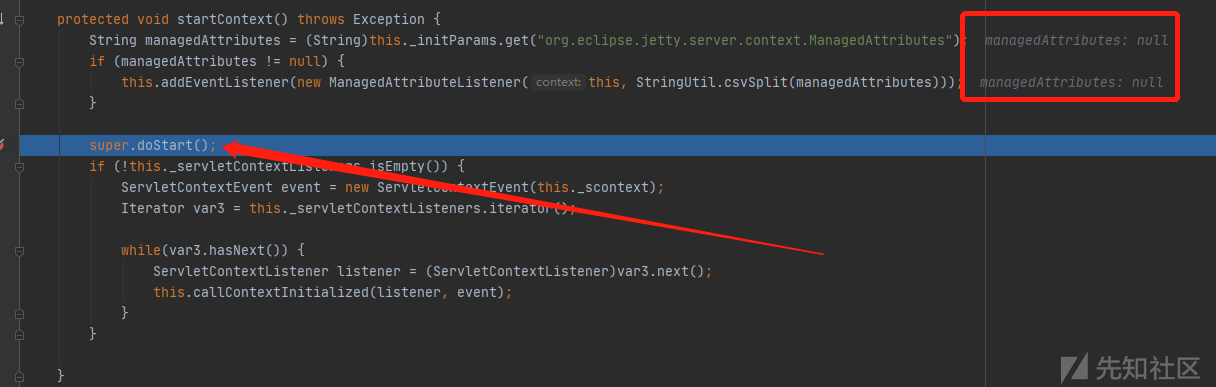 protected void startContext() throws Exception {
String managedAttributes = (String)this._initParams.get("org.eclipse.jetty.server.context.ManagedAttributes"); managedAttributes: null
if (managedAttributes != null) {
this.addEventListener(new ManagedAttributeListener( context: this, StringUtil.csvSplit(managedAttributes))); managedAttributes: null
}
super.doStart();
if (!this._servletContextListeners.isEmpty()) {
ServletContextEvent event = new ServletContextEvent(this._scontext);
Iterator var3 = this._servletContextListeners.iterator();
while(var3.hasNext()) {
ServletContextListener listener = (ServletContextListener)var3.next();
this.callContextInitialized(listener, event);
}
}
}
先知社区